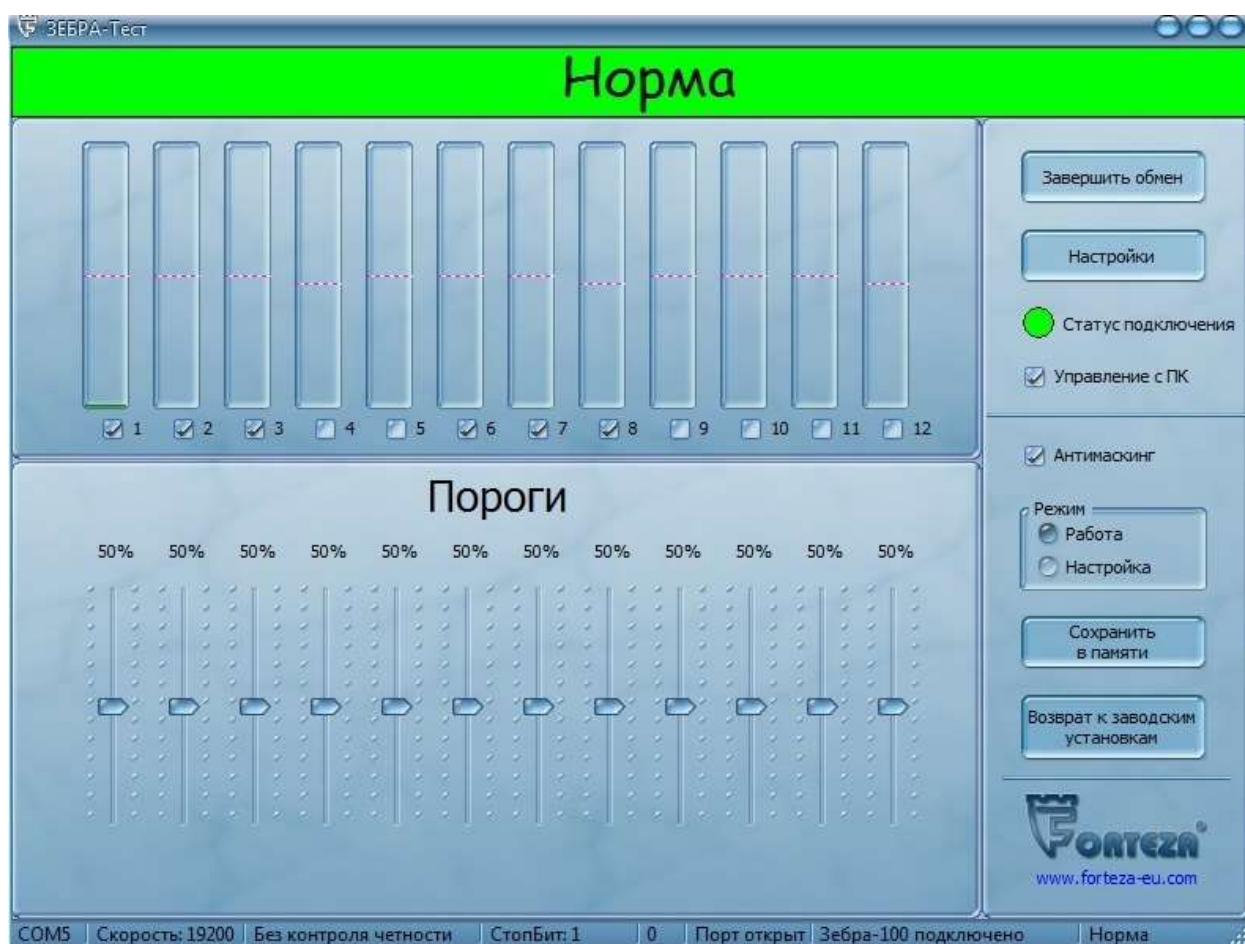 ЗЕБРА-Тест
Норма
1 2 3 4 5 6 7 8 9 10 11 12
Завершить обмен
Настройки
Статус подключения
Управление с ПК
Антимаскинг
Режим
Работа
Настройка
Сохранить
в памяти
Возврат к заводским
установкам
Пороги
50% 50% 50% 50% 50% 50% 50% 50% 50% 50% 50% 50%
FORTEZA®
www.forteza-eu.com
COM5 Скорость: 19200 Без контроля четности СтопБит: 1 0 Порт открыт Зебра-100 подключено Норма